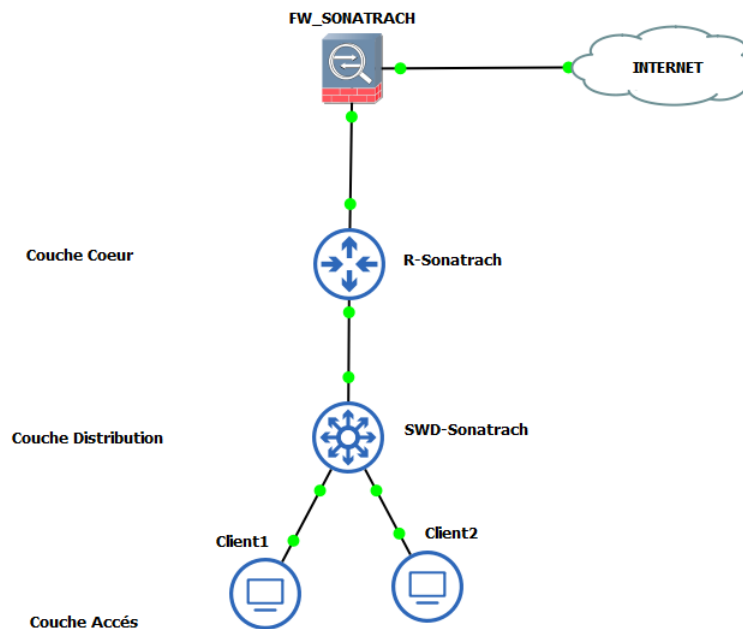 FW_SONATRACH
INTERNET
Couche Coeur
R-Sonatrach
Couche Distribution
SWD-Sonatrach
Client1
Client2
Couche Accés